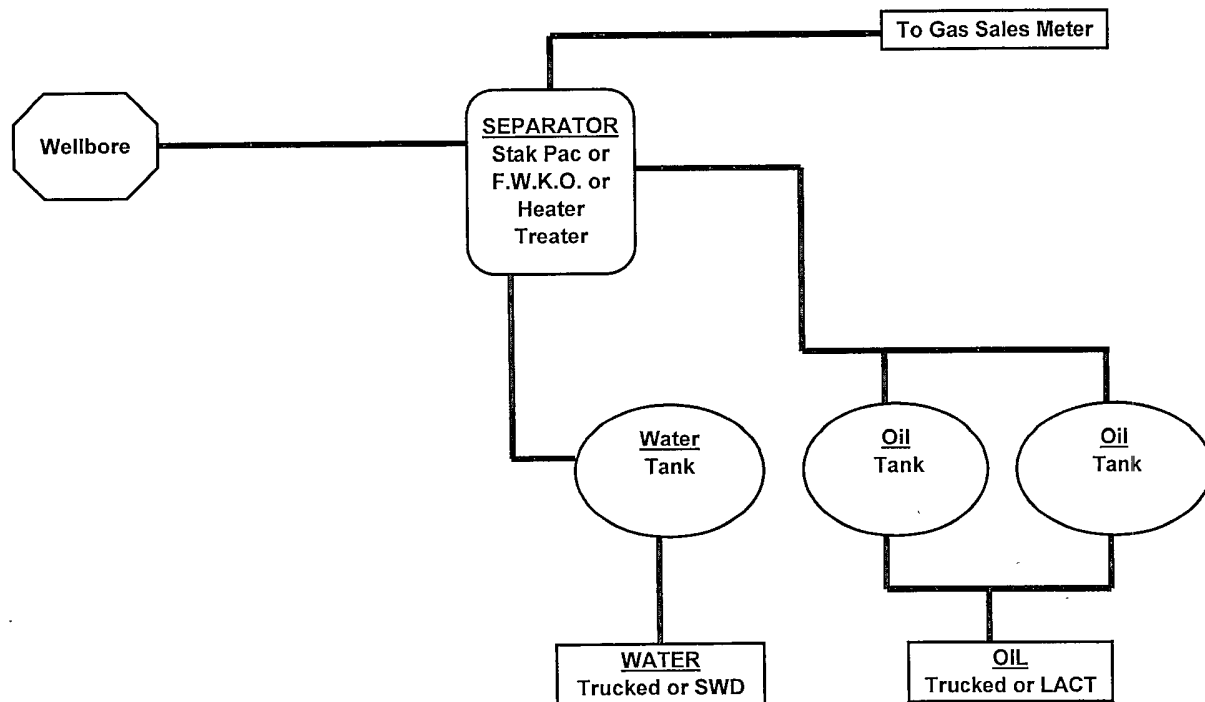 To Gas Sales Meter
Wellbore
SEPARATOR
Stak Pac or
F.W.K.O. or
Heater
Treater
Water
Tank
Oil
Tank
Oil
Tank
WATER
Trucked or SWD
OIL
Trucked or LACT